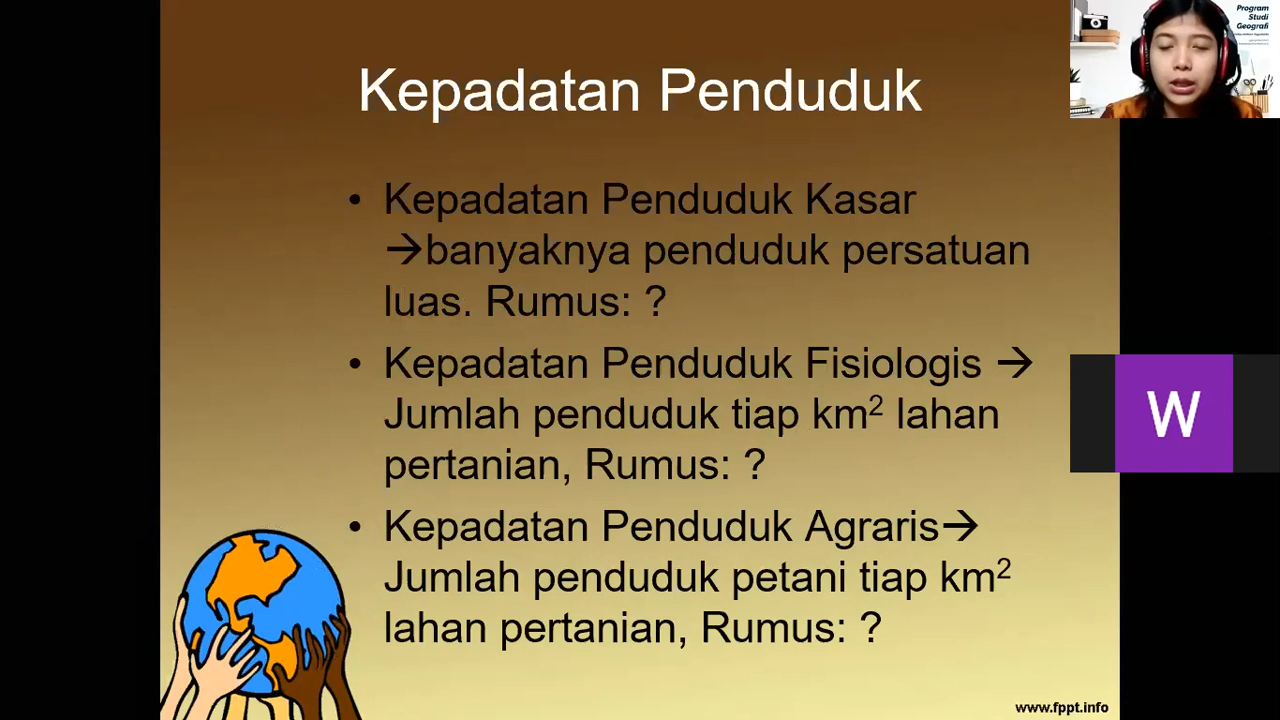 Kepadatan Penduduk
Program
Studi
Geografi
• Kepadatan Penduduk Kasar
→banyaknya penduduk persatuan
luas. Rumus: ?
• Kepadatan Penduduk Fisiologis →
Jumlah penduduk tiap km² lahan
pertanian, Rumus: ?
W
• Kepadatan Penduduk Agraris→
Jumlah penduduk petani tiap km²
lahan pertanian, Rumus: ?
www.fppt.info